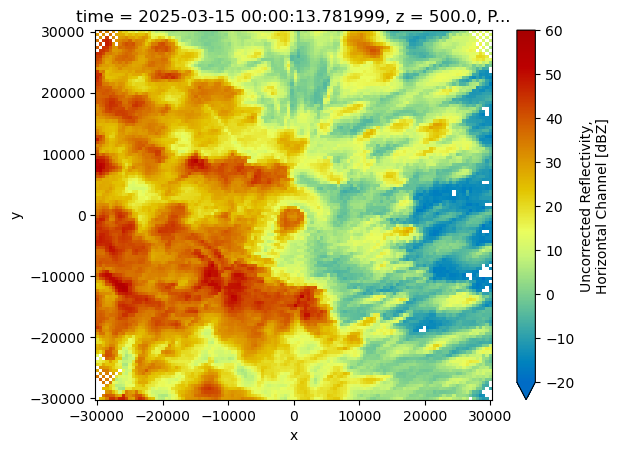 time = 2025-03-15 00:00:13.781999, z = 500.0, P...
30000
20000
10000
0
−10000
−20000
−30000
y
−30000 −20000 −10000 0 10000 20000 30000
x
60
50
40
30
20
10
0
−10
−20
Uncorrected Reflectivity,
Horizontal Channel [dBZ]